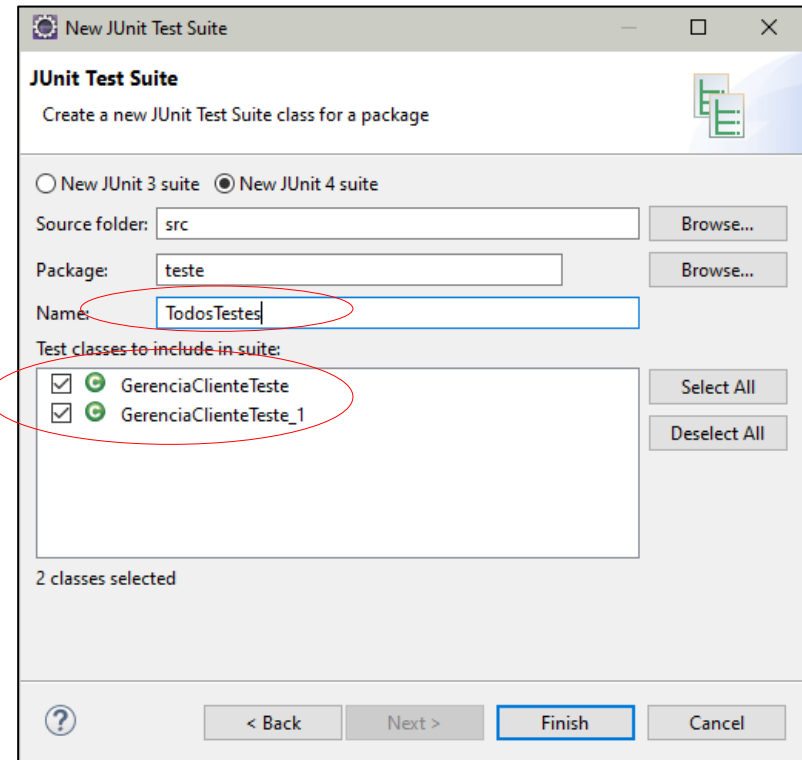 New JUnit Test Suite
JUnit Test Suite
Create a new JUnit Test Suite class for a package
New JUnit 3 suite New JUnit 4 suite
Source folder: src Browse...
Package: teste Browse...
Name: TodosTestes
Test classes to include in suite:
GerenciaClienteTeste Select All
GerenciaClienteTeste_1
Deselect All
2 classes selected
? < Back Next > Finish Cancel